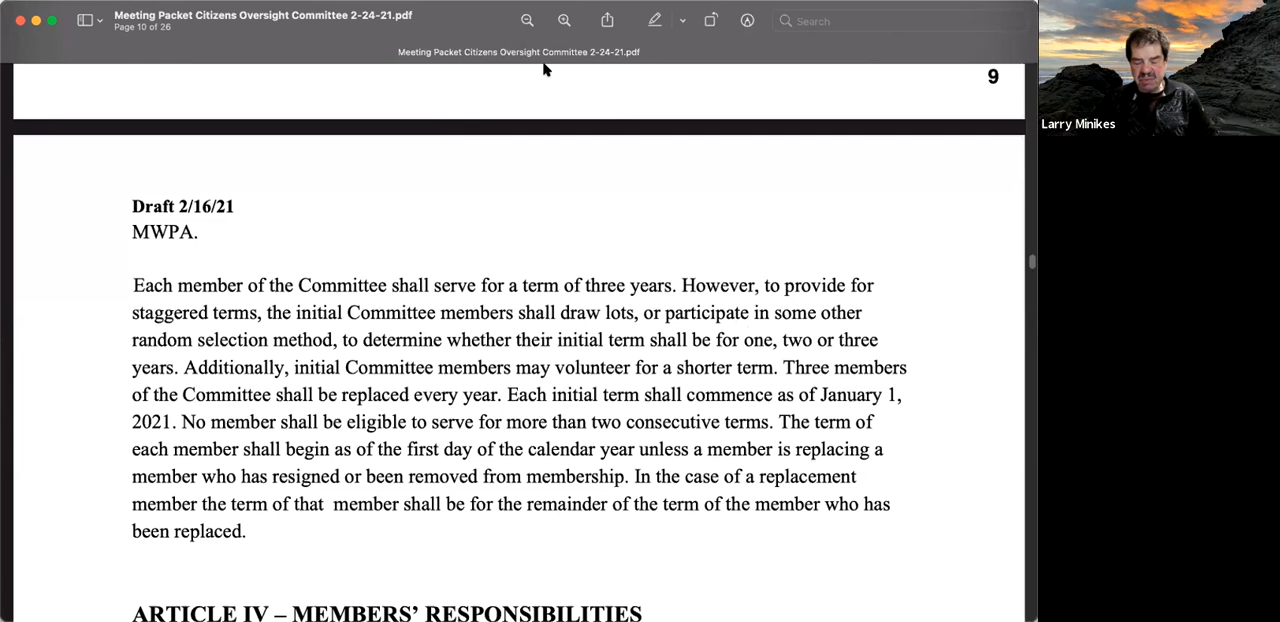 Meeting Packet Citizens Oversight Committee 2-24-21.pdf
Page 10 of 26
Search
Meeting Packet Citizens Oversight Committee 2-24-21.pdf
9
Larry Minikes
Draft 2/16/21
MWPA.
Each member of the Committee shall serve for a term of three years. However, to provide for
staggered terms, the initial Committee members shall draw lots, or participate in some other
random selection method, to determine whether their initial term shall be for one, two or three
years. Additionally, initial Committee members may volunteer for a shorter term. Three members
of the Committee shall be replaced every year. Each initial term shall commence as of January 1,
2021. No member shall be eligible to serve for more than two consecutive terms. The term of
each member shall begin as of the first day of the calendar year unless a member is replacing a
member who has resigned or been removed from membership. In the case of a replacement
member the term of that member shall be for the remainder of the term of the member who has
been replaced.
ARTICLE IV – MEMBERS' RESPONSIBILITIES